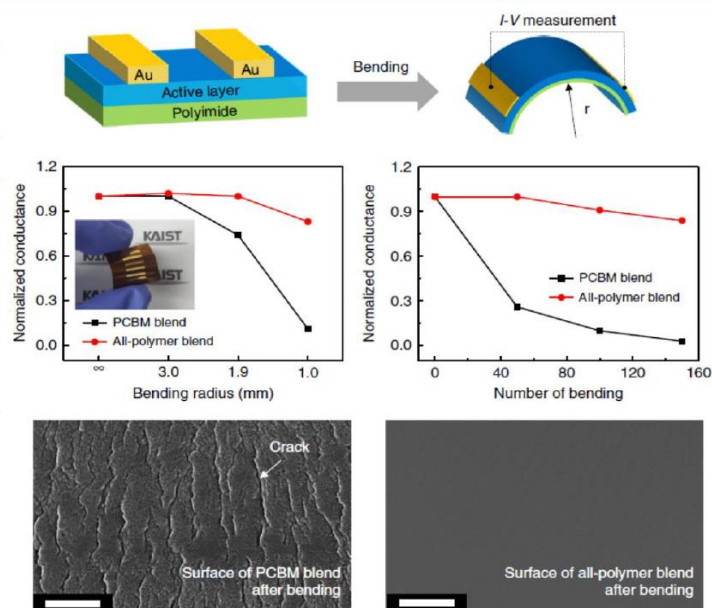 I-V measurement
Au
Au
Active layer
Polyimide
Bending
r
Normalized conductance
1.2
0.9
0.6
0.3
0.0
KAIST
KAIST
PCBM blend
All-polymer blend
∞
3.0
1.9
1.0
Bending radius (mm)
Normalized conductance
1.2
0.9
0.6
0.3
0.0
PCBM blend
All-polymer blend
0
40
80
120
160
Number of bending
Crack
Surface of PCBM blend
after bending
Surface of all-polymer blend
after bending